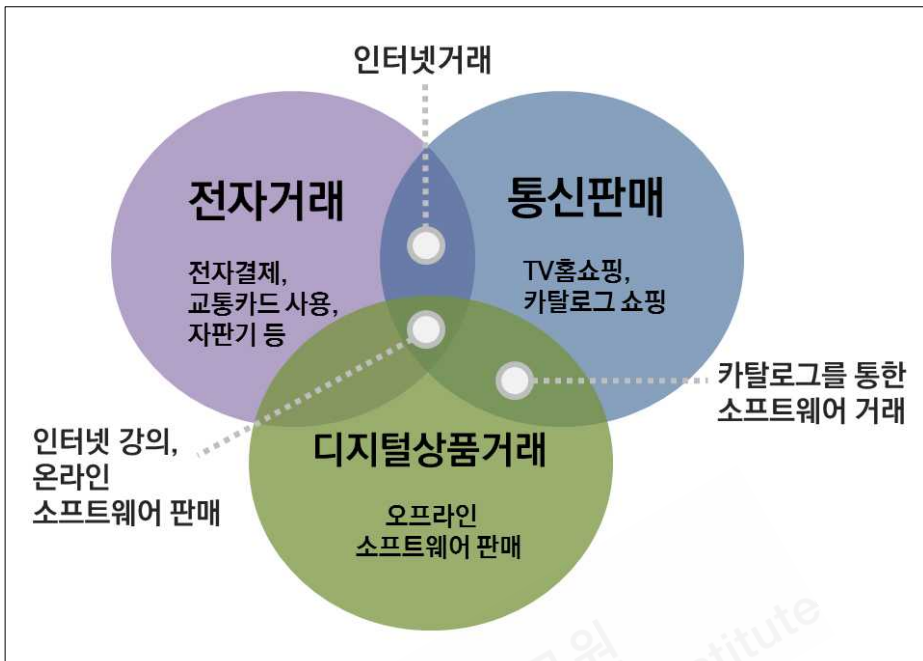 인터넷거래
전자거래
전자결제,
교통카드 사용,
자판기 등
통신판매
TV홈쇼핑,
카탈로그 쇼핑
카탈로그를 통한
소프트웨어 거래
인터넷 강의,
온라인
소프트웨어 판매
디지털상품거래
오프라인
소프트웨어 판매